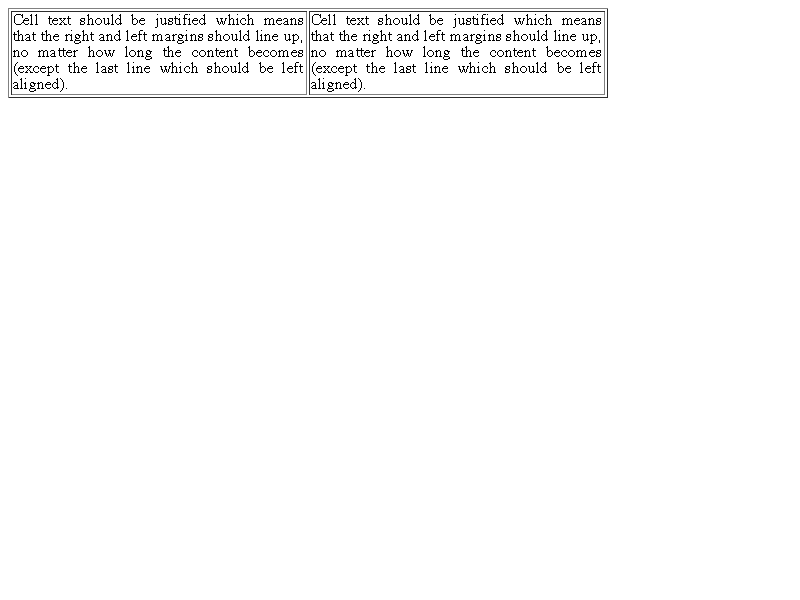 Cell text should be justified which means
that the right and left margins should line up,
no matter how long the content becomes
(except the last line which should be left
aligned).
Cell text should be justified which means
that the right and left margins should line up,
no matter how long the content becomes
(except the last line which should be left
aligned).